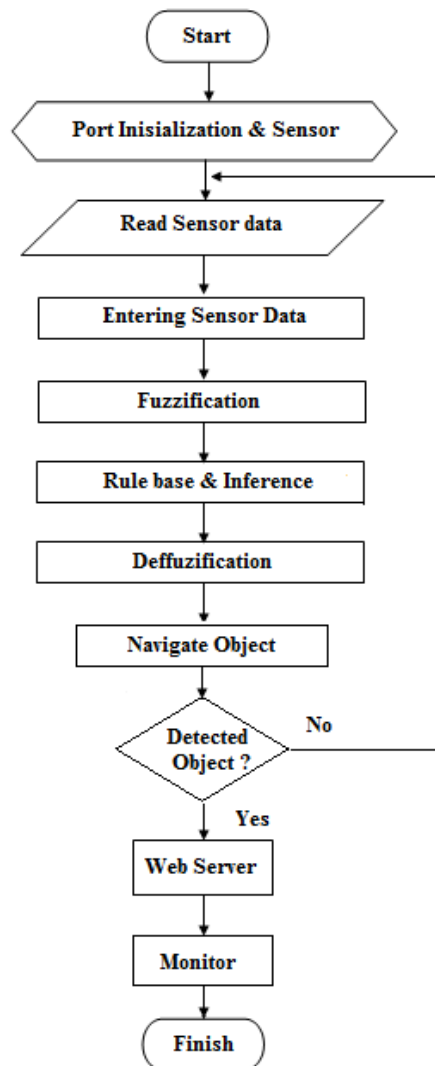 Start
Port Inisialization & Sensor
Read Sensor data
Entering Sensor Data
Fuzzification
Rule base & Inference
Deffuzification
Navigate Object
Detected
Object ?
No
Yes
Web Server
Monitor
Finish